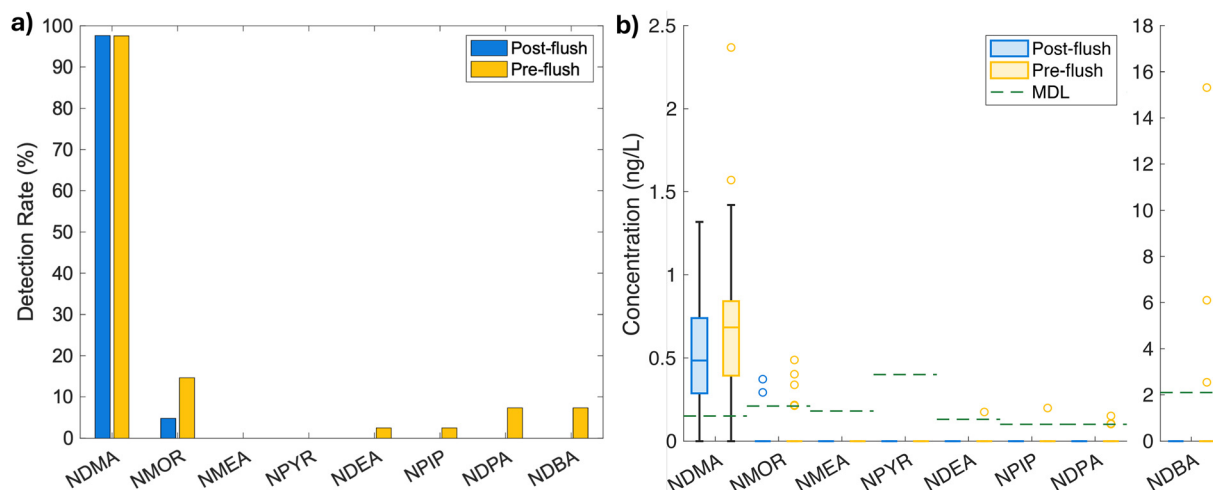 a)
Detection Rate (%)
100
90
80
70
60
50
40
30
20
10
0
Post-flush
Pre-flush
NDMA NMOR NMEA NPYR NDEA NPIP NDPA NDBA
b)
Concentration (ng/L)
2.5
2
1.5
1
0.5
0
Post-flush
Pre-flush
MDL
NDMA NMOR NMEA NPYR NDEA NPIP NDPA
18
16
14
12
10
8
6
4
2
0
NDBA